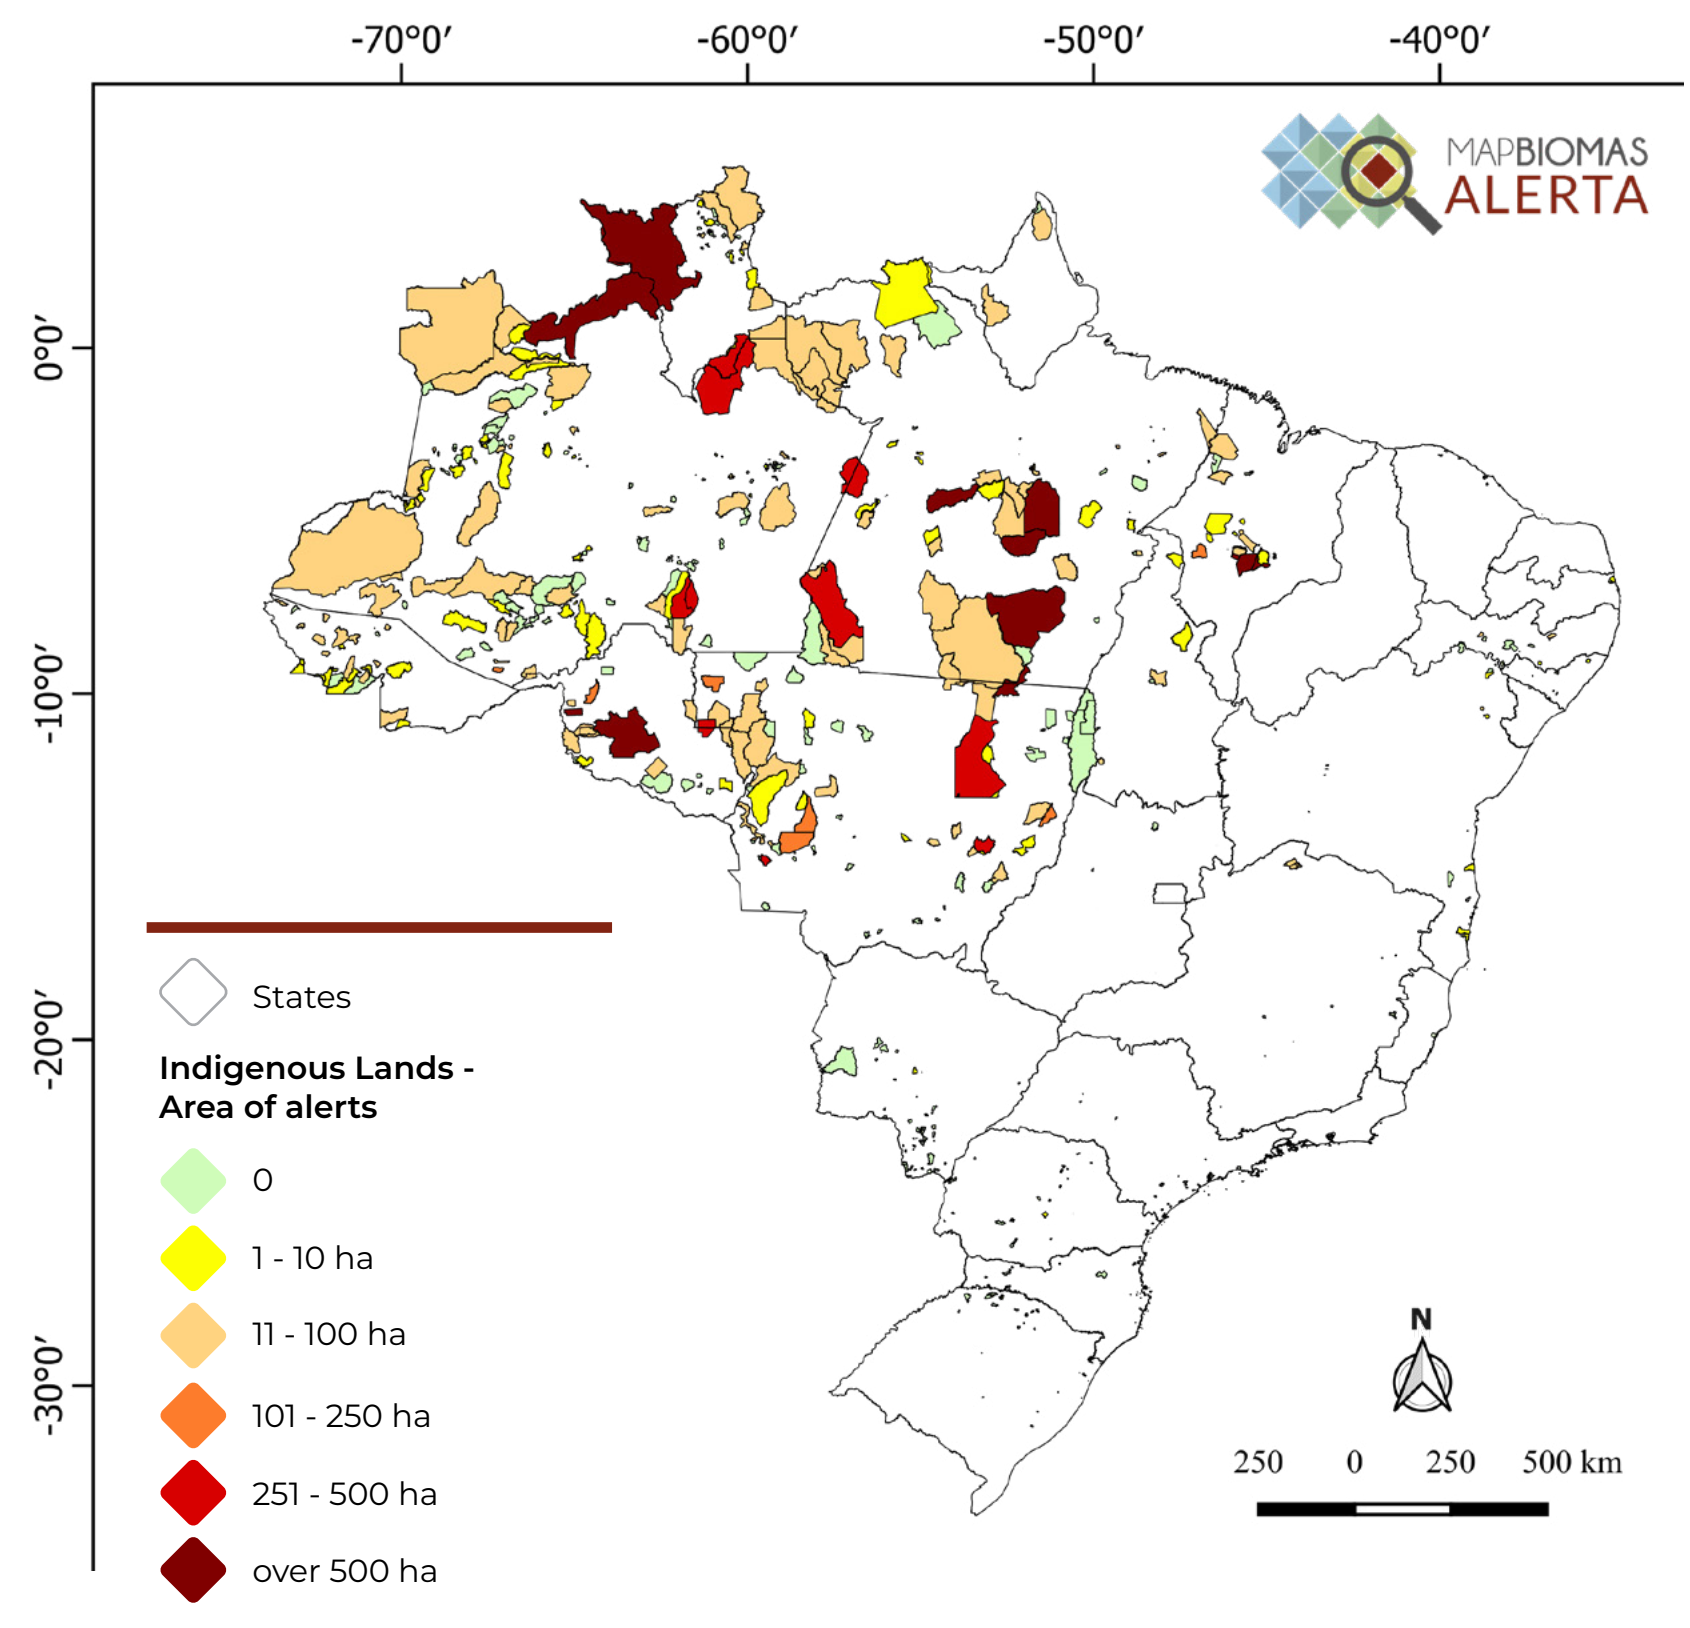 -70°0′ -60°0′ -50°0′ -40°0′
MAPBIOMAS
ALERTA
0°0′
-10°0′
-20°0′
-30°0′
States
Indigenous Lands -
Area of alerts
0
1 - 10 ha
11 - 100 ha
101 - 250 ha
251 - 500 ha
over 500 ha
N
250 0 250 500 km